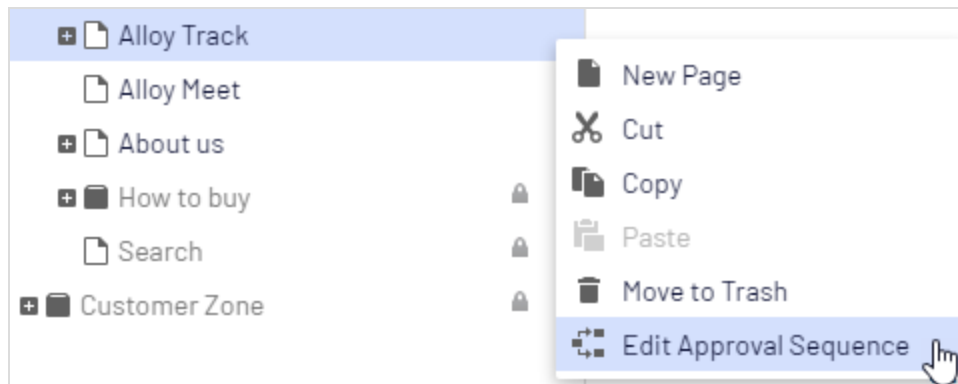 Alloy Track
Alloy Meet
About us
How to buy
Search
Customer Zone
New Page
Cut
Copy
Paste
Move to Trash
Edit Approval Sequence